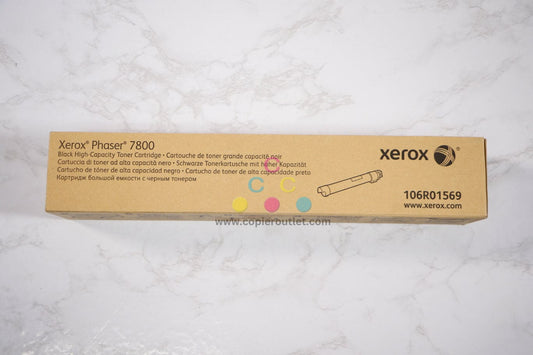 Xerox® Phaser® 7800
Black High-Capacity Toner Cartridge • Cartouche de toner grande capacité noir
Cartuccia di toner ad alta capacità nero • Schwarze Tonerkartusche mit hoher Kapazität
Cartucho de tóner de alta capacidad negro • Cartucho de toner de alta capacidade preto
Картридж большой емкости с черным тонером
xerox
106R01569
www.xerox.com
C C C
www.copieroutlet.com